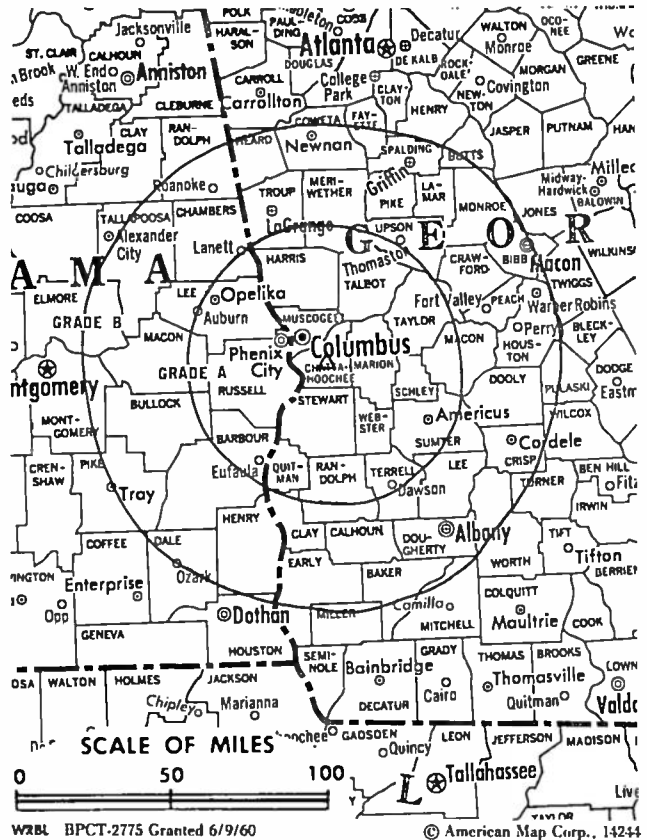 POLK
Jacksonville
HARAL-
SON
PAUL-
DING
COBB
Atlanta
Decatur
WALTON
Monroe
OCO-
NEE
ST. CLAIR
CALHOUN
W. End
Anniston
Anniston
Brook
DOUGLAS
DE KALB
ROCK-
DALE
MORGAN
GREENE
CARROLL
College
Park
CLAY-
TON
NEW-
TON
Covington
TALLADEGA
CLEBURNE
Carrollton
HENRY
Talladega
CLAY
RAN-
DOLPH
HEARD
COWETA
FAY-
ETTE
Newnan
SPALDING
Griffin
BUTTS
JASPER
PUTNAM
Childersburg
Roanoke
TROUP
MERI-
WETHER
PIKE
LA-
MAR
MONROE
JONES
Midway-
Hardwick
BALDWIN
COOSA
TALLAPOOSA
CHAMBERS
Alexander
City
LaGrange
Lanett
HARRIS
UPSON
Thomaston
TALBOT
CRAW-
FORD
BIBB
Macon
WILKINS
G E O R
A M A
ELMORE
GRADE B
LEE
Opelika
Auburn
MACON
MUSCOGEE
Fort Valley
PEACH
TWIGGS
Warner Robins
TAYLOR
MACON
Perry
HOUS-
TON
BLECK-
LEY
Phenix
City
Columbus
GRADE A
CHATTA-
HOOCHEE
MARION
DOOLY
PULASKI
DODGE
ntgomery
RUSSELL
STEWART
SCHLEY
BULLOCK
WEB-
STER
Americus
SUMTER
WILCOX
MONT-
GOMERY
BARBOUR
Cordele
CRISP
CREN-
SHAW
PIKE
Eufaula
QUIT-
MAN
RAN-
DOLPH
TERRELL
Dawson
LEE
TURNER
BEN HILL
Troy
HENRY
IRWIN
COFFEE
DALE
CLAY
CALHOUN
DOU-
GHERTY
Albany
TIFT
Tifton
EARLY
BAKER
WORTH
BERRIEN
Enterprise
Ozark
COLQUITT
Opp
Dothan
MILLER
Camilla
MITCHELL
Moultrie
COOK
GENEVA
HOUSTON
SEMI-
NOLE
Bainbridge
GRADY
THOMAS
BROOKS
WALTON
HOLMES
JACKSON
DECATUR
Cairo
Thomasville
Quitman
LOWN
Valdo
Chipley
Marianna
GADSDEN
Quincy
LEON
JEFFERSON
MADISON
SCALE OF MILES
0 50 100
L
Tallahassee
Live
TAYLOR
WRBL BPCT-2775 Granted 6/9/60
© American Map Corp., 14244